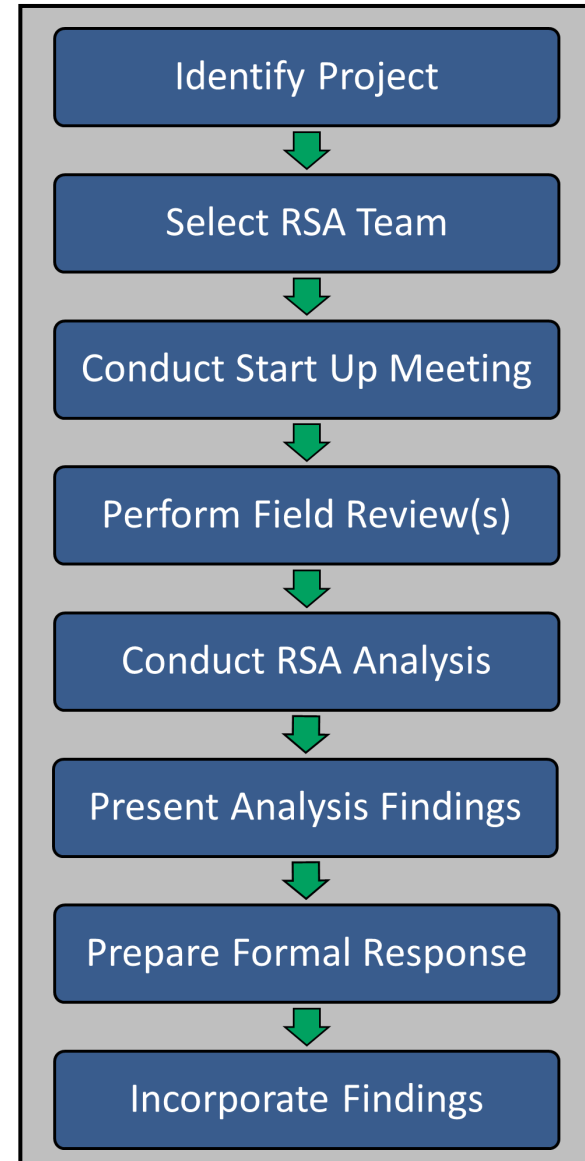 Identify Project
Select RSA Team
Conduct Start Up Meeting
Perform Field Review(s)
Conduct RSA Analysis
Present Analysis Findings
Prepare Formal Response
Incorporate Findings